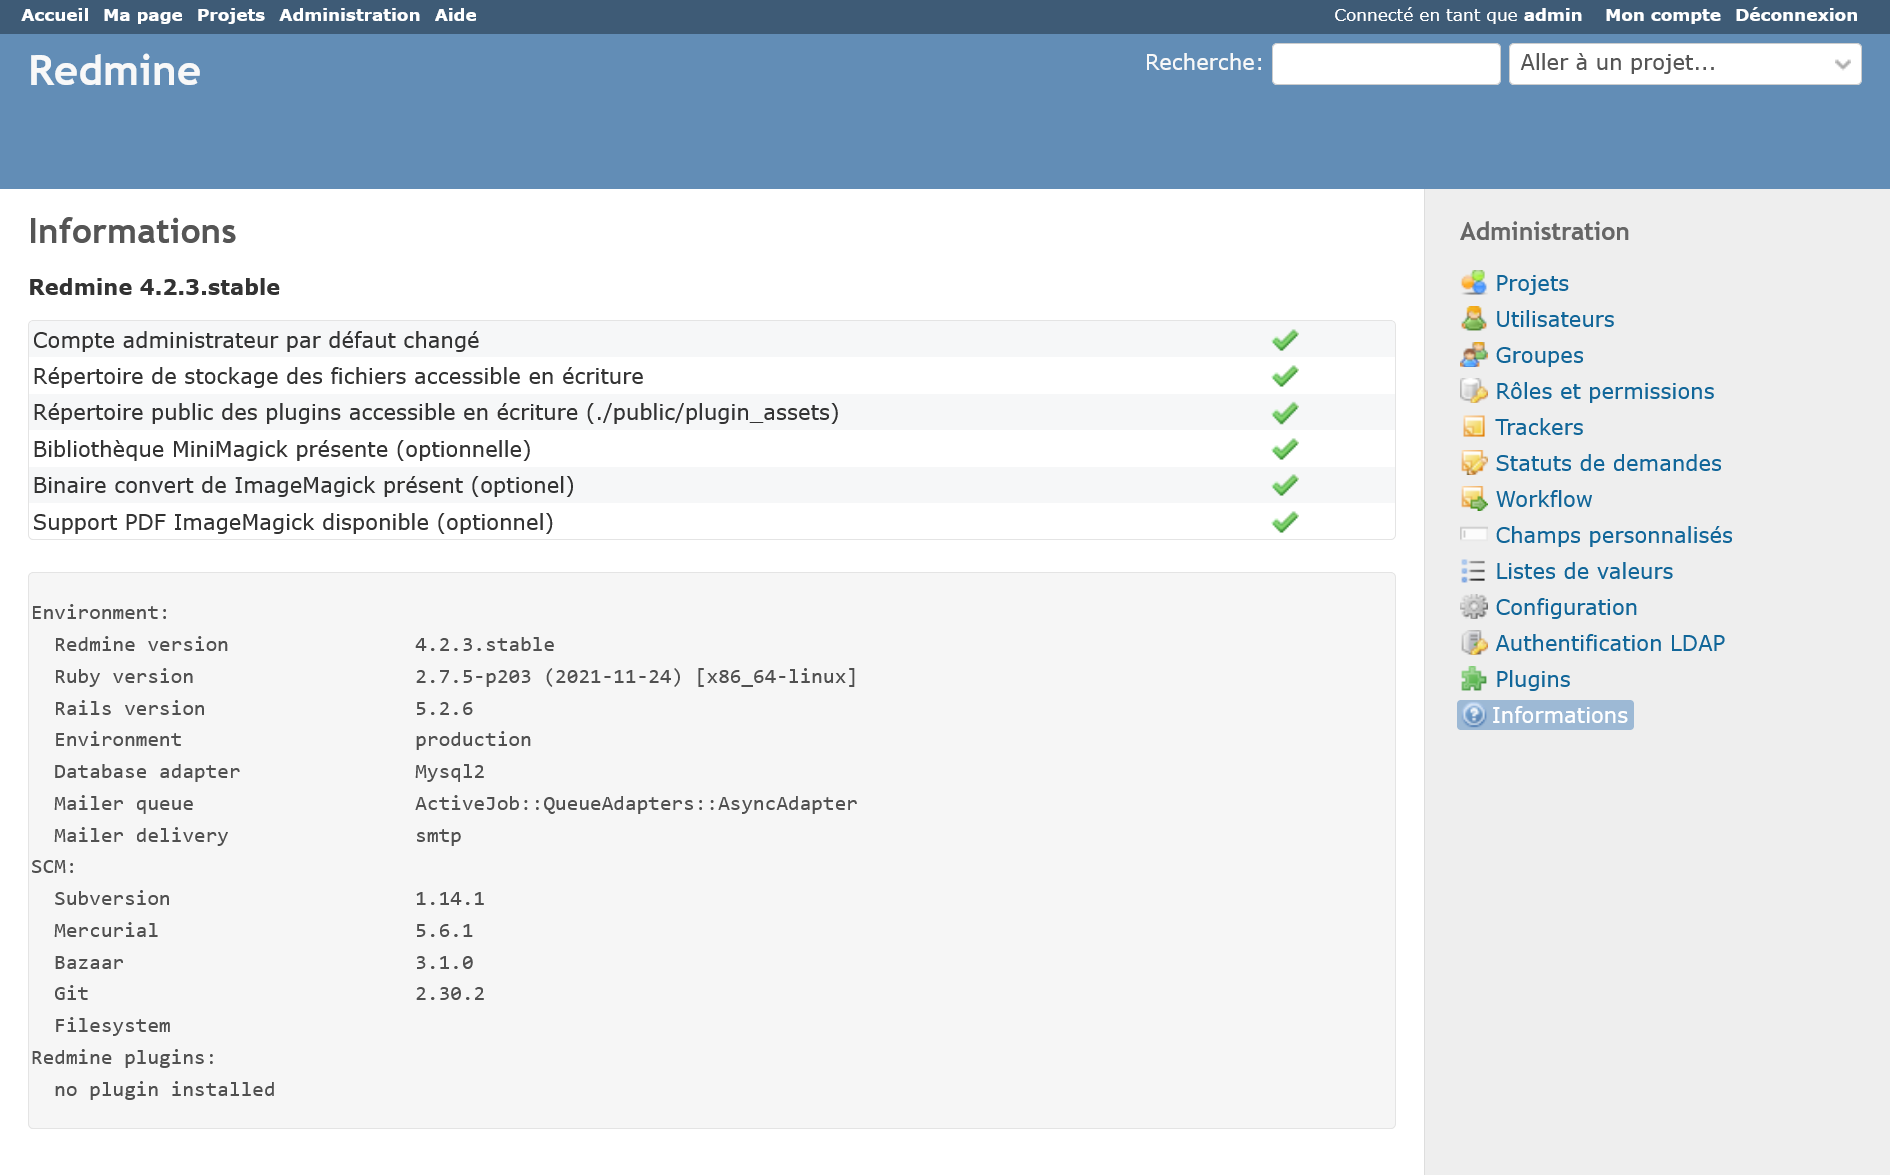 Accueil Ma page Projets Administration Aide Connecté en tant que admin Mon compte Déconnexion
Redmine Recherche: Aller à un projet...
Informations
Redmine 4.2.3.stable
Compte administrateur par défaut changé
Répertoire de stockage des fichiers accessible en écriture
Répertoire public des plugins accessible en écriture (./public/plugin_assets)
Bibliothèque MiniMagick présente (optionnelle)
Binaire convert de ImageMagick présent (optionel)
Support PDF ImageMagick disponible (optionnel)
Environment:
Redmine version 4.2.3.stable
Ruby version 2.7.5-p203 (2021-11-24) [x86_64-linux]
Rails version 5.2.6
Environment production
Database adapter Mysql2
Mailer queue ActiveJob::QueueAdapters::AsyncAdapter
Mailer delivery smtp
SCM:
Subversion 1.14.1
Mercurial 5.6.1
Bazaar 3.1.0
Git 2.30.2
Filesystem
Redmine plugins:
no plugin installed
Administration
Projets
Utilisateurs
Groupes
Rôles et permissions
Trackers
Statuts de demandes
Workflow
Champs personnalisés
Listes de valeurs
Configuration
Authentification LDAP
Plugins
Informations